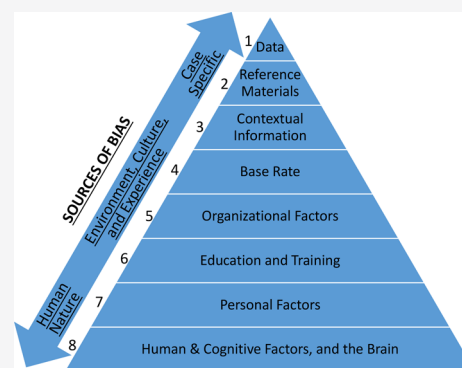 SOURCES OF BIAS
Case
Specific
Environment, Culture,
and Experience
Human
Nature
1
Data
2
Reference
Materials
3
Contextual
Information
4
Base Rate
5
Organizational Factors
6
Education and Training
7
Personal Factors
8
Human & Cognitive Factors, and the Brain